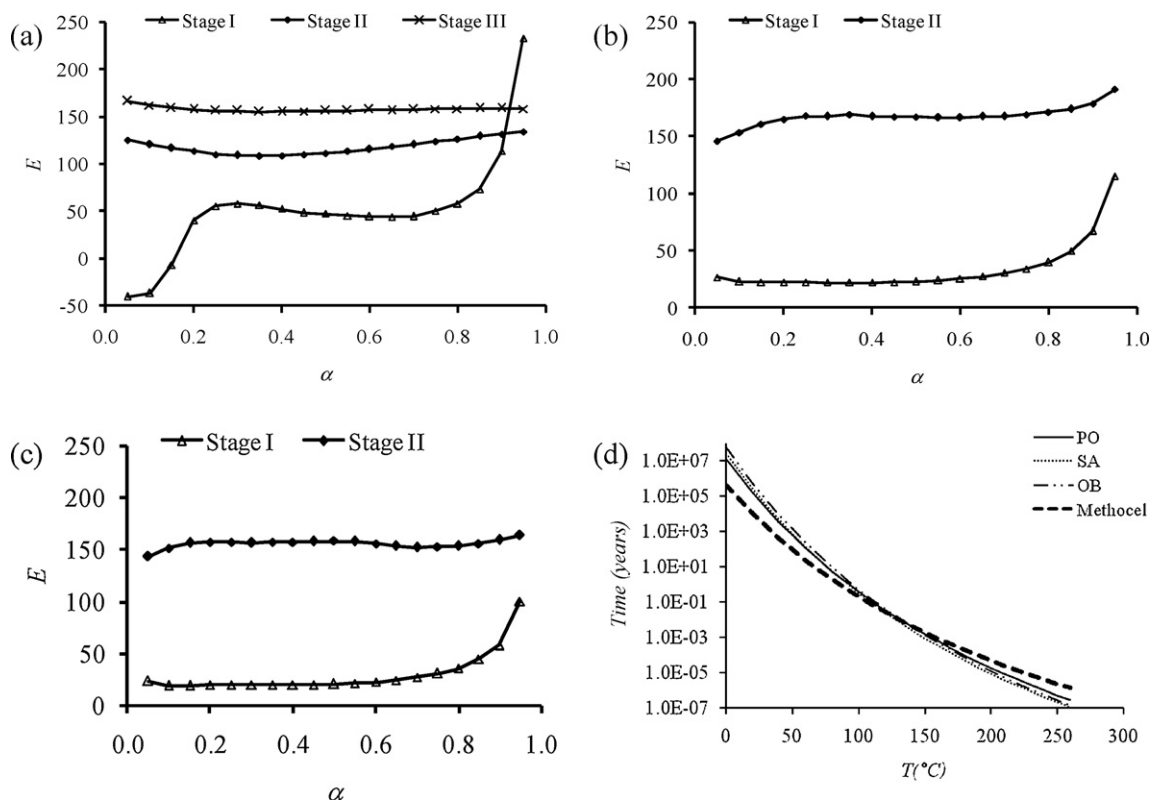 (a)
Stage I Stage II Stage III
250
200
150
100
50
0
-50
E
0.0 0.2 0.4 0.6 0.8 1.0
α
(b)
Stage I Stage II
250
200
150
100
50
0
E
0.0 0.2 0.4 0.6 0.8 1.0
α
(c)
Stage I Stage II
250
200
150
100
50
0
E
0.0 0.2 0.4 0.6 0.8 1.0
α
(d)
PO
SA
OB
Methocel
1.0E+07
1.0E+05
1.0E+03
1.0E+01
1.0E-01
1.0E-03
1.0E-05
1.0E-07
Time (years)
0 50 100 150 200 250 300
T(°C)